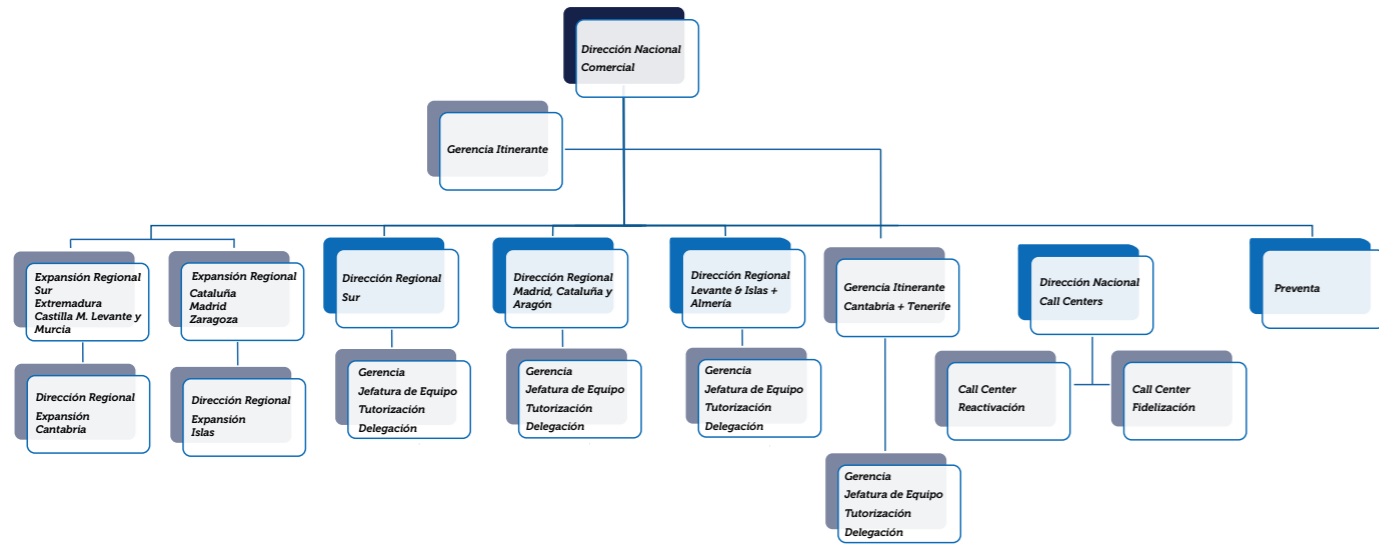 Dirección Nacional
Comercial
Gerencia Itinerante
Expansión Regional
Sur
Extremadura
Castilla M. Levante y
Murcia
Expansión Regional
Cataluña
Madrid
Zaragoza
Dirección Regional
Sur
Dirección Regional
Madrid, Cataluña y
Aragón
Dirección Regional
Levante & Islas +
Almería
Gerencia Itinerante
Cantabria + Tenerife
Dirección Nacional
Call Centers
Preventa
Dirección Regional
Expansión
Cantabria
Dirección Regional
Expansión
Islas
Gerencia
Jefatura de Equipo
Tutorización
Delegación
Gerencia
Jefatura de Equipo
Tutorización
Delegación
Gerencia
Jefatura de Equipo
Tutorización
Delegación
Call Center
Reactivación
Call Center
Fidelización
Gerencia
Jefatura de Equipo
Tutorización
Delegación